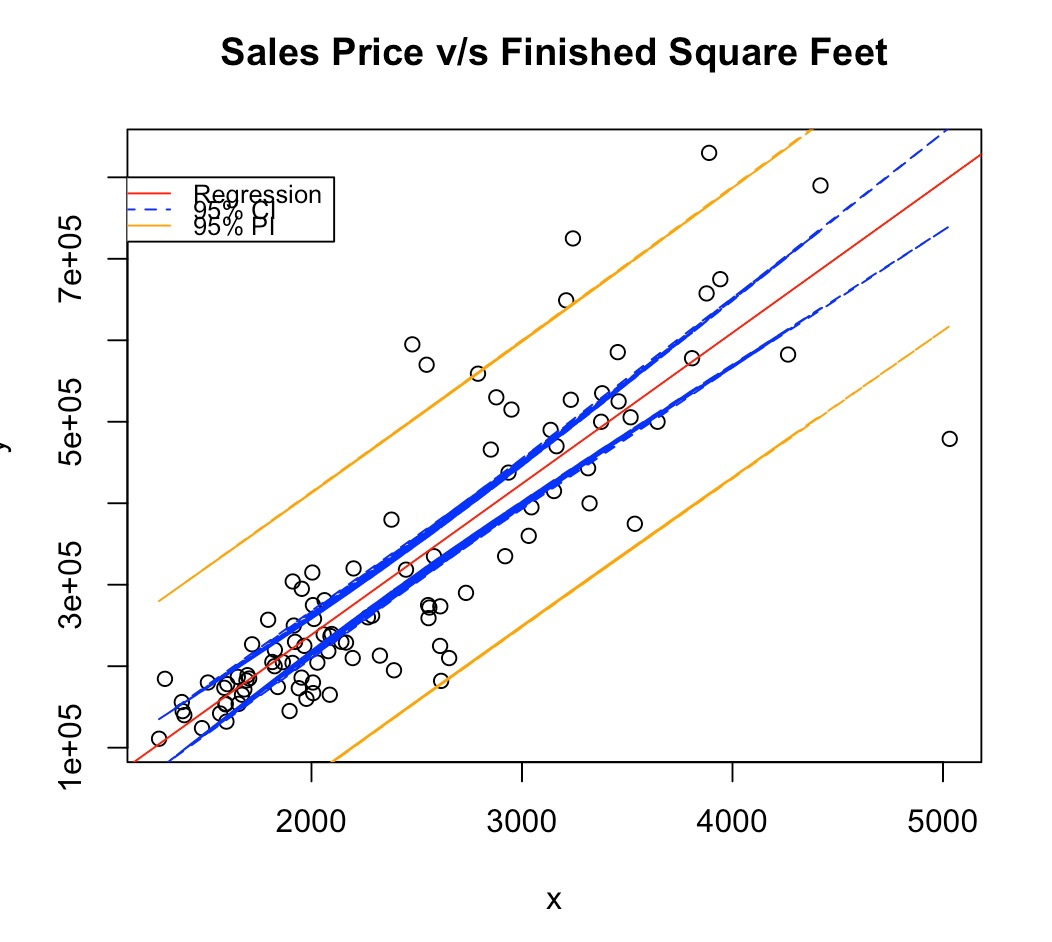 Sales Price v/s Finished Square Feet
Regression
95% CI
95% PI
7e+05
5e+05
3e+05
1e+05
y
2000 3000 4000 5000
x